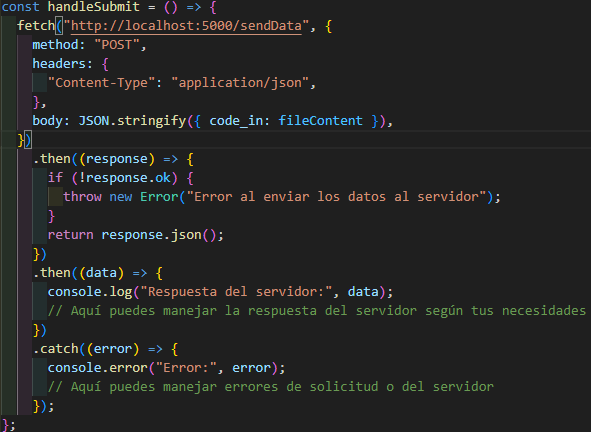 const handleSubmit = () => {
  fetch("http://localhost:5000/sendData", {
    method: "POST",
    headers: {
      "Content-Type": "application/json",
    },
    body: JSON.stringify({ code_in: fileContent }),
  })
    .then((response) => {
      if (!response.ok) {
        throw new Error("Error al enviar los datos al servidor");
      }
      return response.json();
    })
    .then((data) => {
      console.log("Respuesta del servidor:", data);
      // Aquí puedes manejar la respuesta del servidor según tus necesidades
    })
    .catch((error) => {
      console.error("Error:", error);
      // Aquí puedes manejar errores de solicitud o del servidor
    });
};